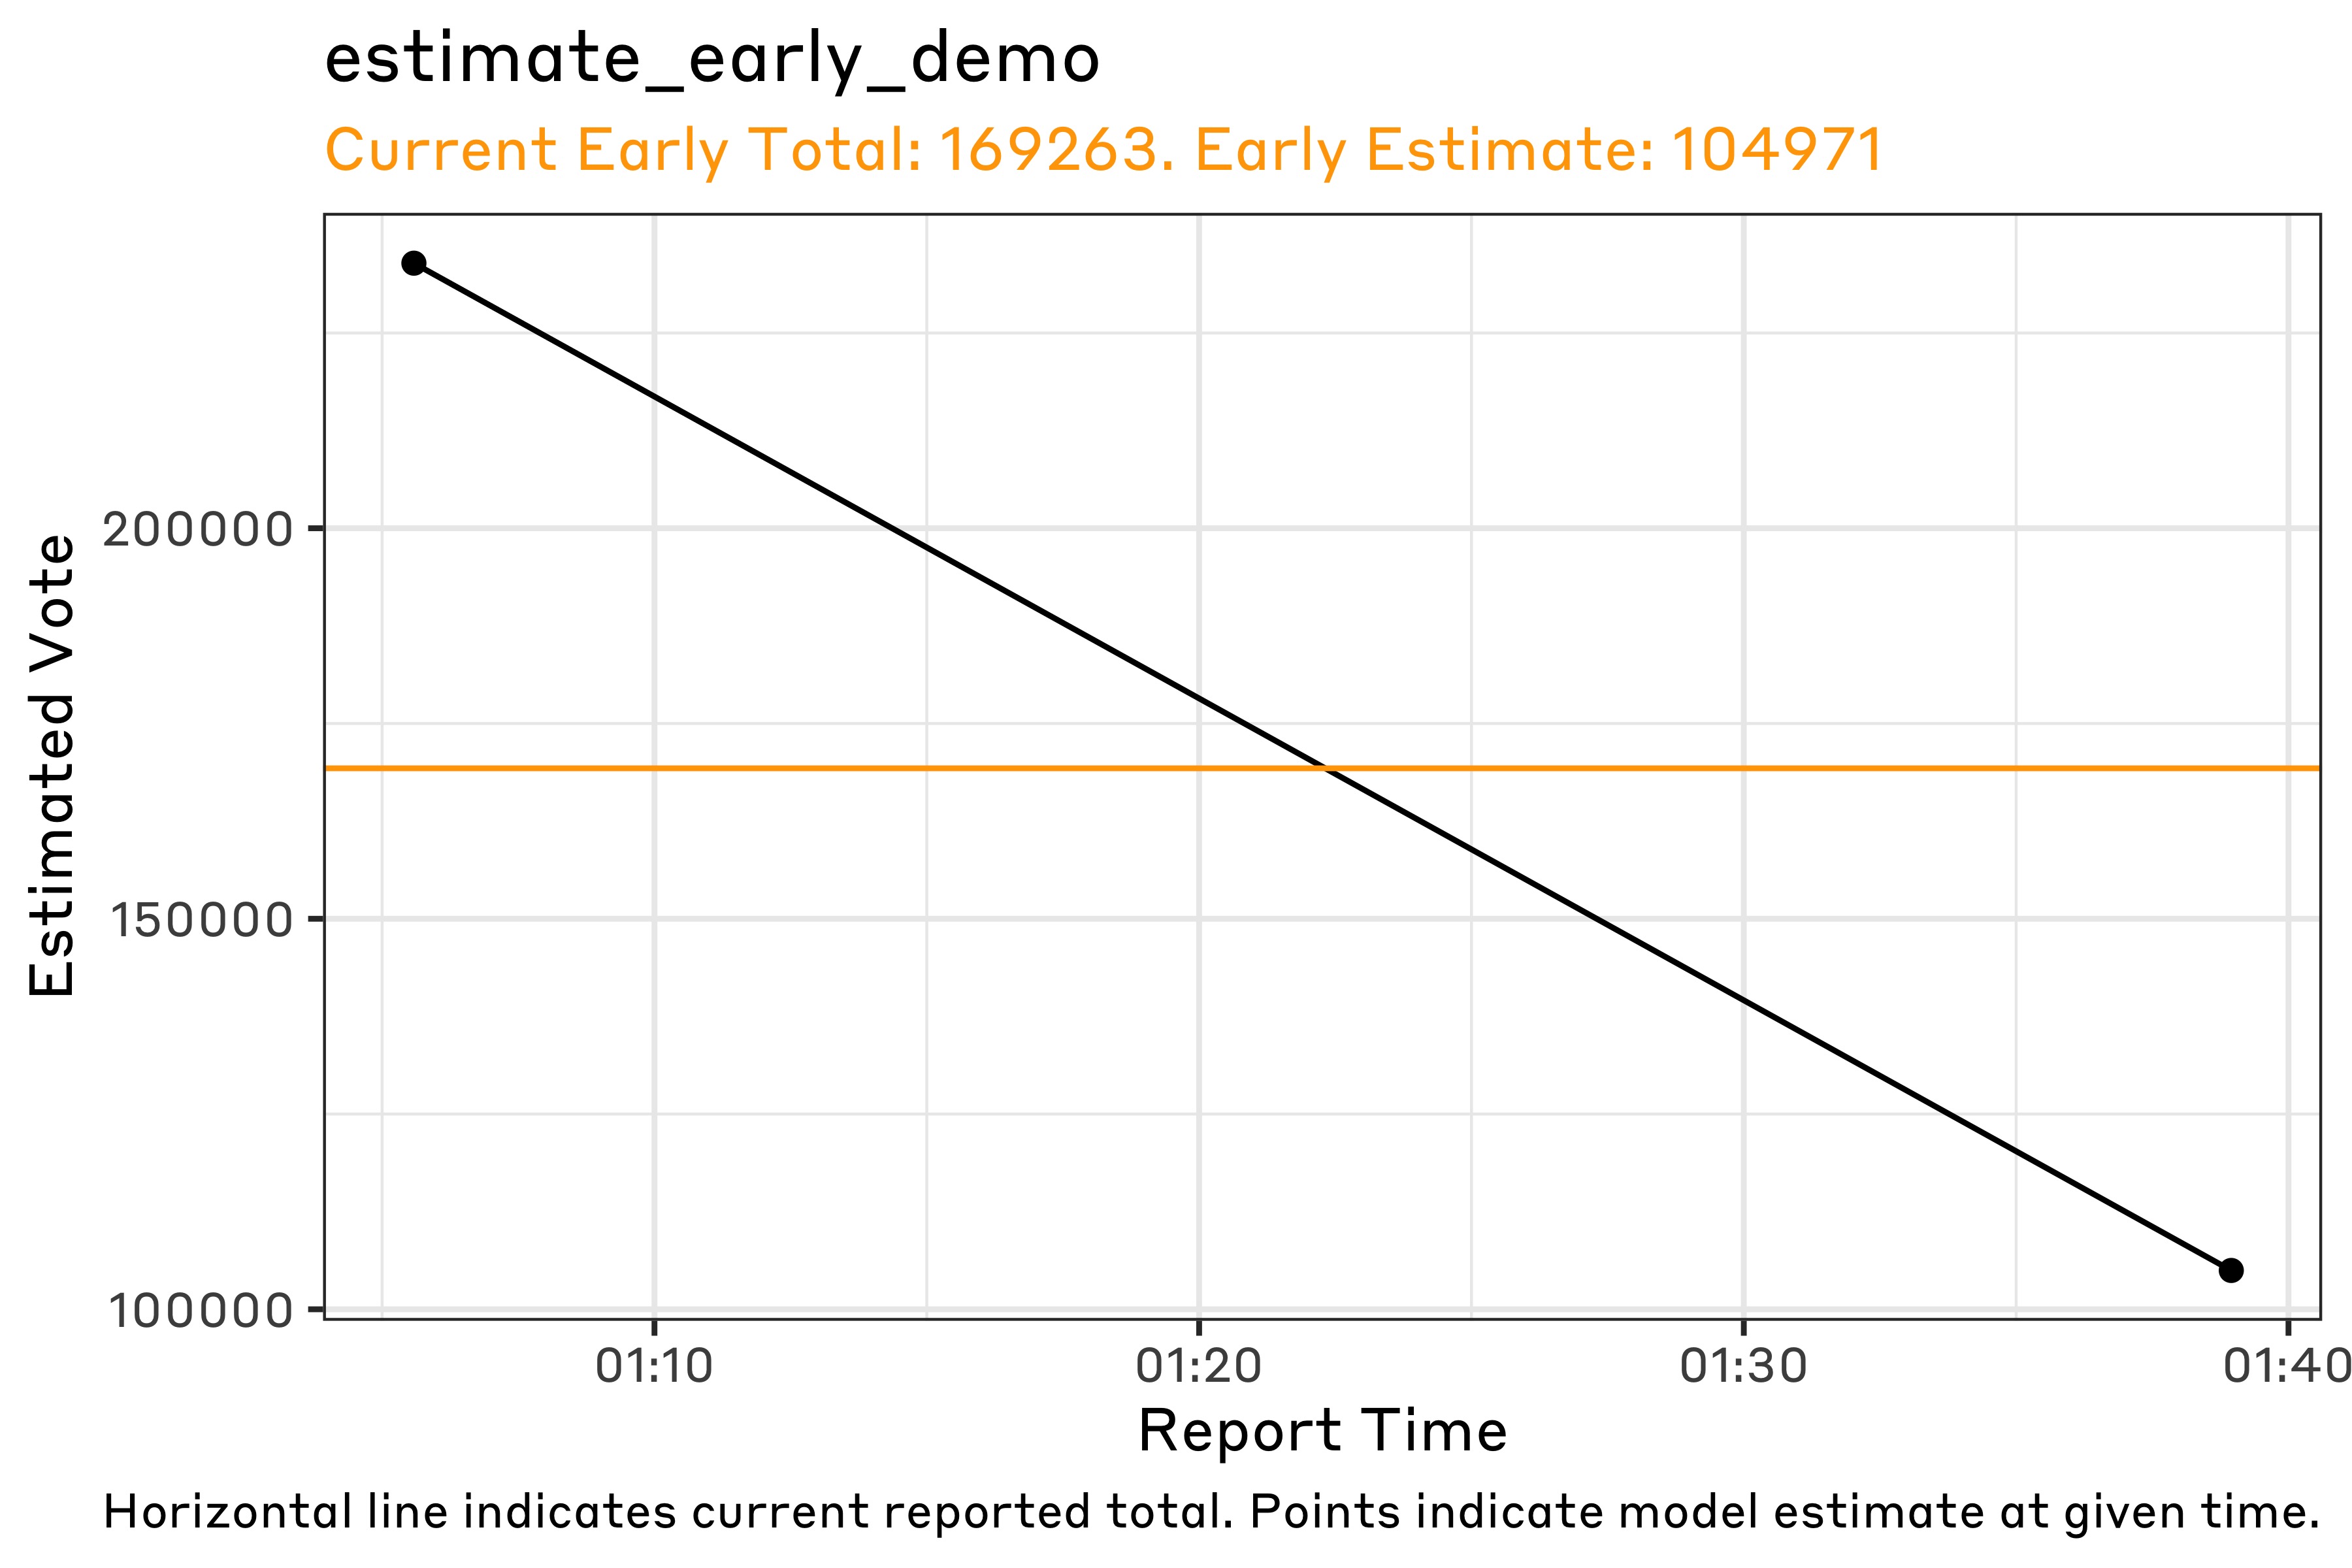 estimate_early_demo
Current Early Total: 169263. Early Estimate: 104971
Estimated Vote
200000
150000
100000
01:10 01:20 01:30 01:40
Report Time
Horizontal line indicates current reported total. Points indicate model estimate at given time.